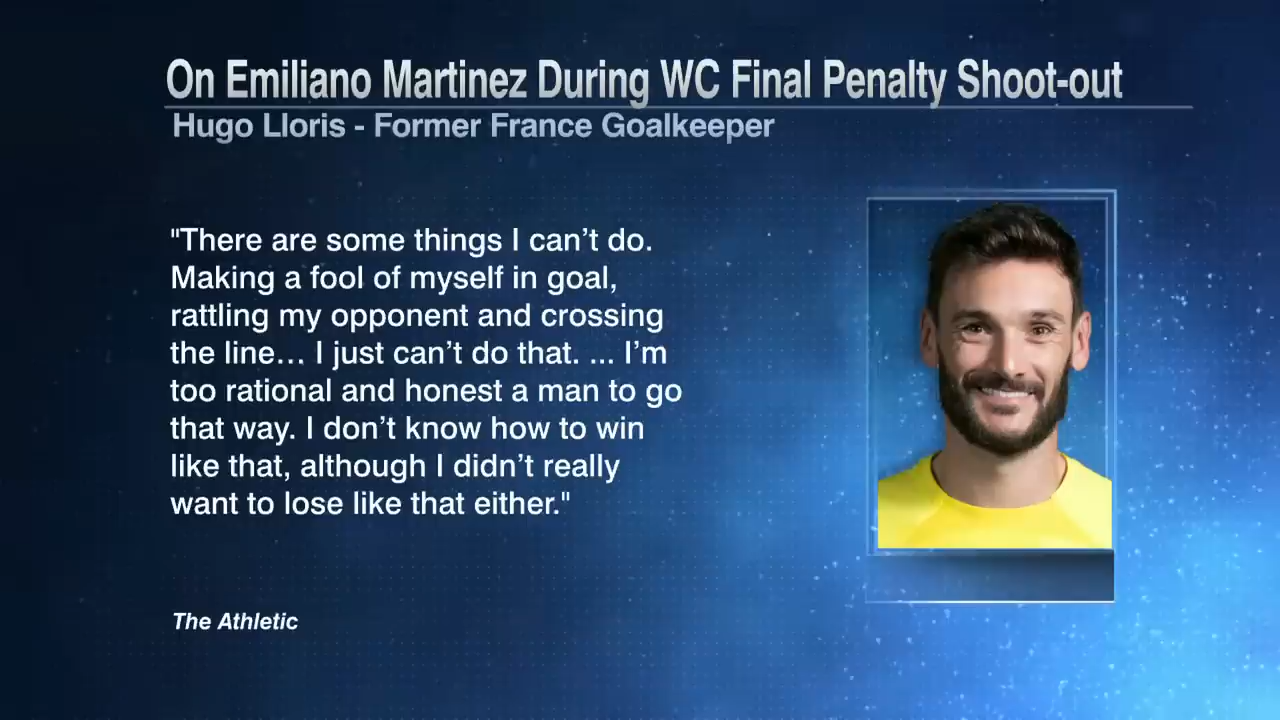 On Emiliano Martinez During WC Final Penalty Shoot-out
Hugo Lloris - Former France Goalkeeper
"There are some things I can’t do.
Making a fool of myself in goal,
rattling my opponent and crossing
the line… I just can’t do that. ... I’m
too rational and honest a man to go
that way. I don’t know how to win
like that, although I didn’t really
want to lose like that either."
The Athletic